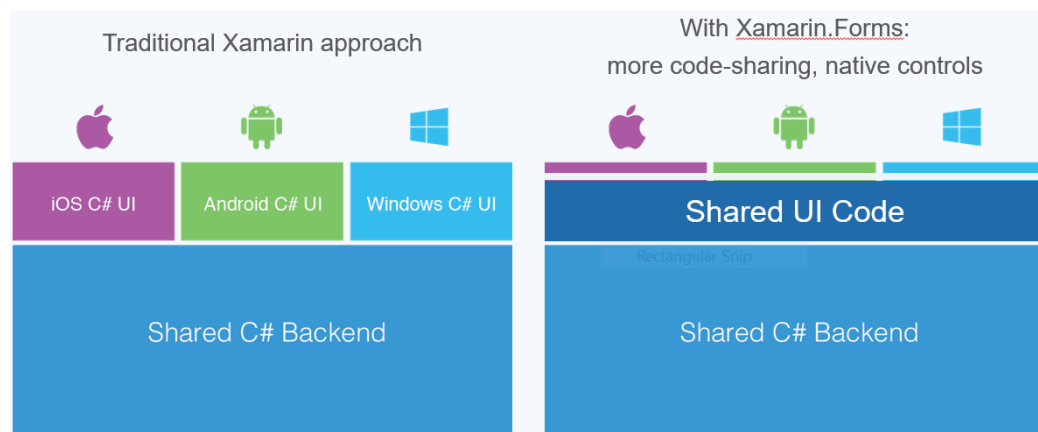 Traditional Xamarin approach
iOS C# UI
Android C# UI
Windows C# UI
Shared C# Backend
With Xamarin.Forms:
more code-sharing, native controls
Shared UI Code
Rectangular Snip
Shared C# Backend